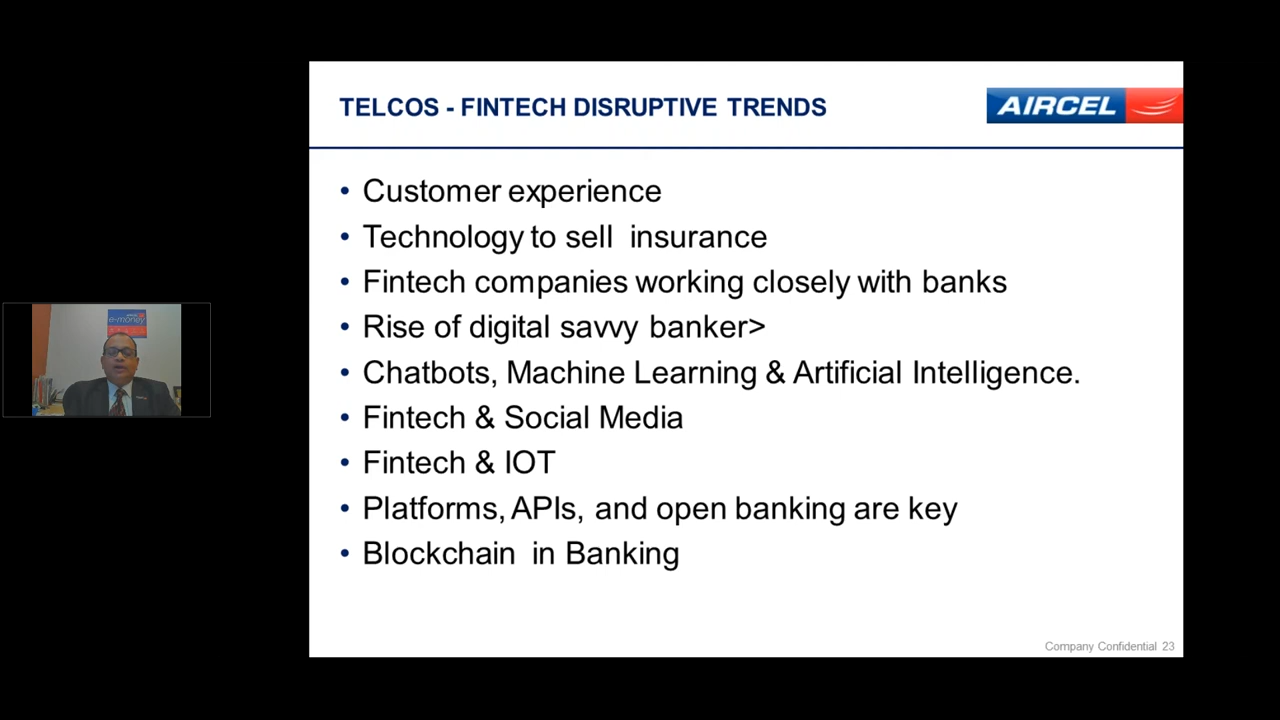 TELCOS - FINTECH DISRUPTIVE TRENDS
AIRCEL
• Customer experience
• Technology to sell  insurance
• Fintech companies working closely with banks
• Rise of digital savvy banker>
• Chatbots, Machine Learning & Artificial Intelligence.
• Fintech & Social Media
• Fintech & IOT
• Platforms, APIs, and open banking are key
• Blockchain  in Banking
e-money
Company Confidential 23